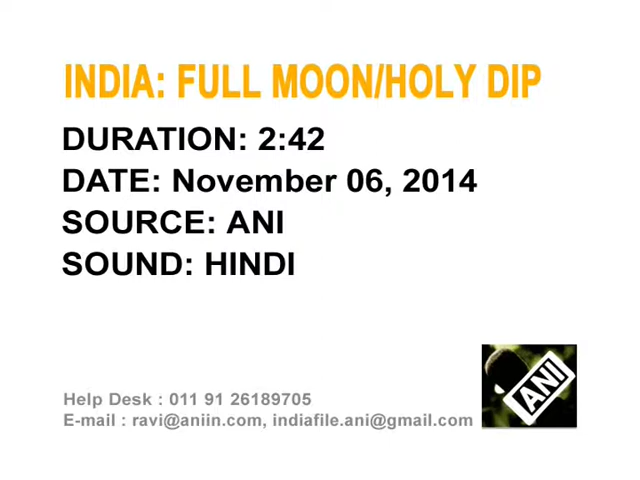 INDIA: FULL MOON/HOLY DIP
DURATION: 2:42
DATE: November 06, 2014
SOURCE: ANI
SOUND: HINDI
Help Desk : 011 91 26189705
E-mail : ravi@aniin.com, indiafile.ani@gmail.com
ANI